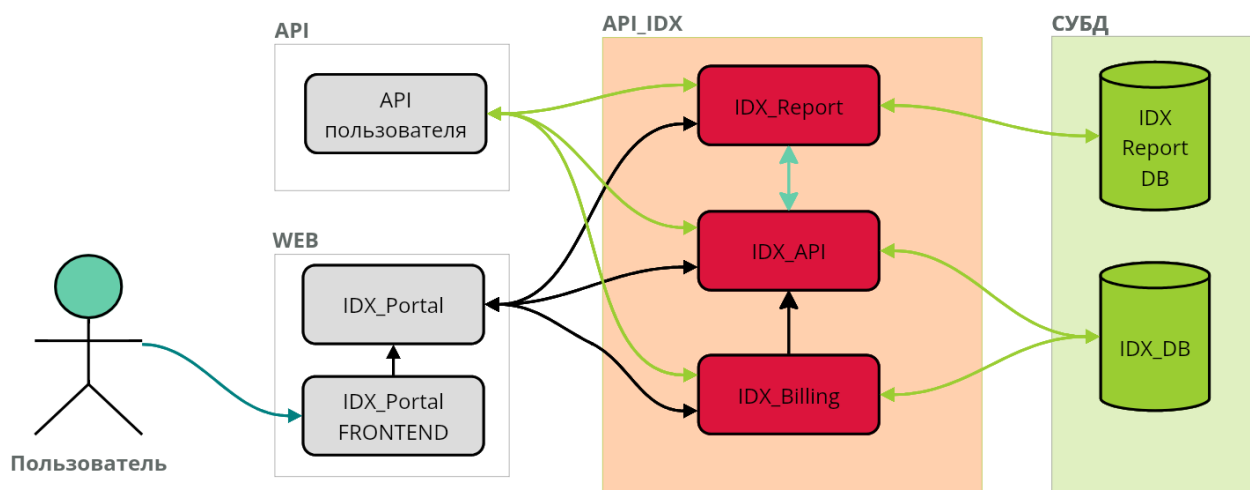 API
API_IDX
СУБД
API
пользователя
IDX_Report
IDX
Report
DB
WEB
IDX_Portal
IDX_API
IDX_DB
IDX_Portal
FRONTEND
IDX_Billing
Пользователь